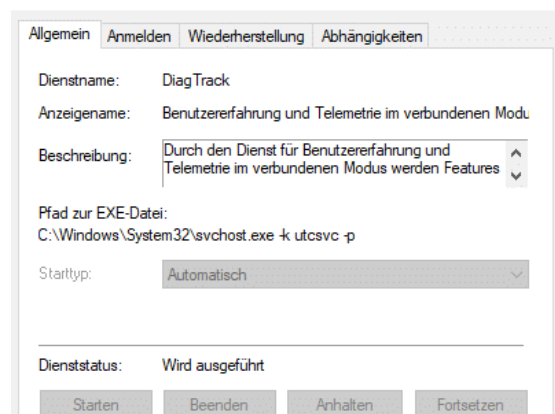 Allgemein Anmelden Wiederherstellung Abhängigkeiten
Dienstname: DiagTrack
Anzeigename: Benutzererfahrung und Telemetrie im verbundenen Modu
Beschreibung: Durch den Dienst für Benutzererfahrung und
Telemetrie im verbundenen Modus werden Features
Pfad zur EXE-Datei:
C:\Windows\System32\svchost.exe -k utcsvc -p
Starttyp: Automatisch
Dienststatus: Wird ausgeführt
Starten Beenden Anhalten Fortsetzen